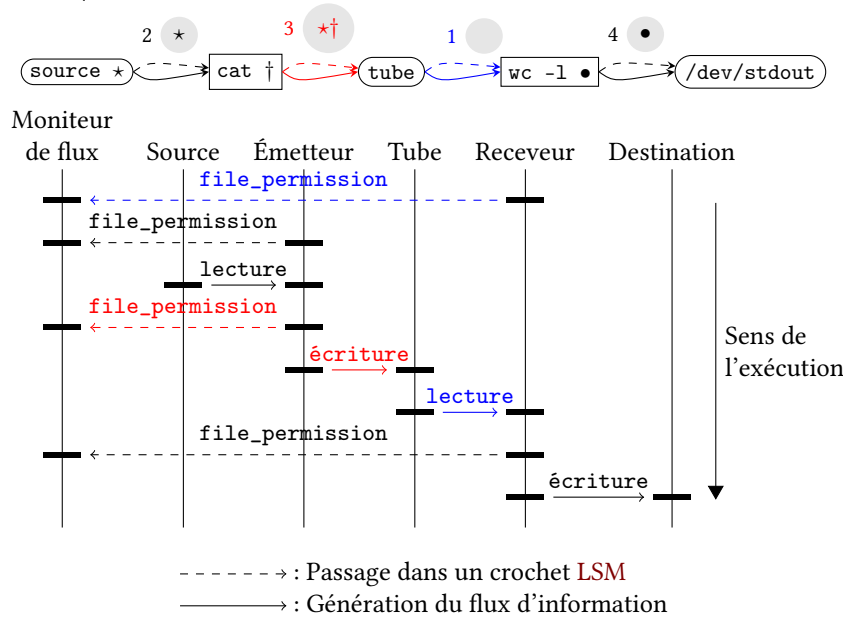 2 ⋆ 3 ⋆† 1 4 •
source ⋆ cat † tube wc -l • /dev/stdout
Moniteur
de flux Source Émetteur Tube Receveur Destination
file_permission
file_permission
lecture
file_permission
Sens de
écriture
l'exécution
lecture
file_permission
écriture
: Passage dans un crochet LSM
: Génération du flux d'information